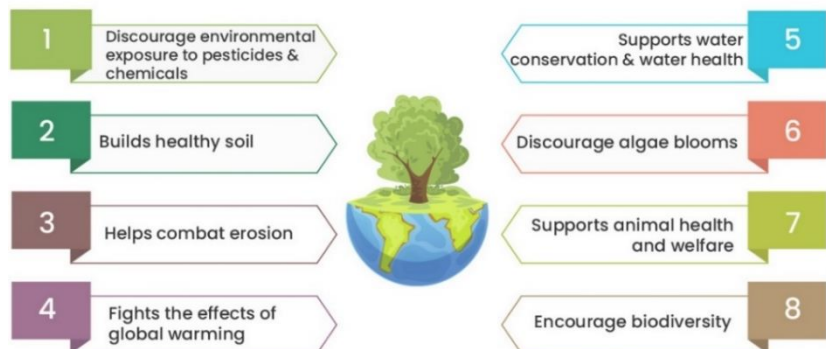 1
Discourage environmental
exposure to pesticides &
chemicals
2
Builds healthy soil
3
Helps combat erosion
4
Fights the effects of
global warming
5
Supports water
conservation & water health
6
Discourage algae blooms
7
Supports animal health
and welfare
8
Encourage biodiversity